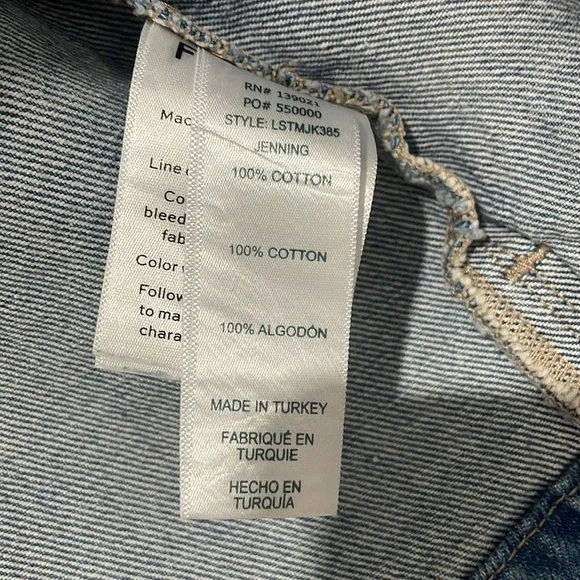 F
Mac
Line
Co
bleed
fab
Color
Follow
to ma
chara
RN# 139021
PO# 550000
STYLE: LSTMJK385
JENNING
100% COTTON
100% COTTON
100% ALGODÓN
MADE IN TURKEY
FABRIQUÉ EN
TURQUIE
HECHO EN
TURQUÍA